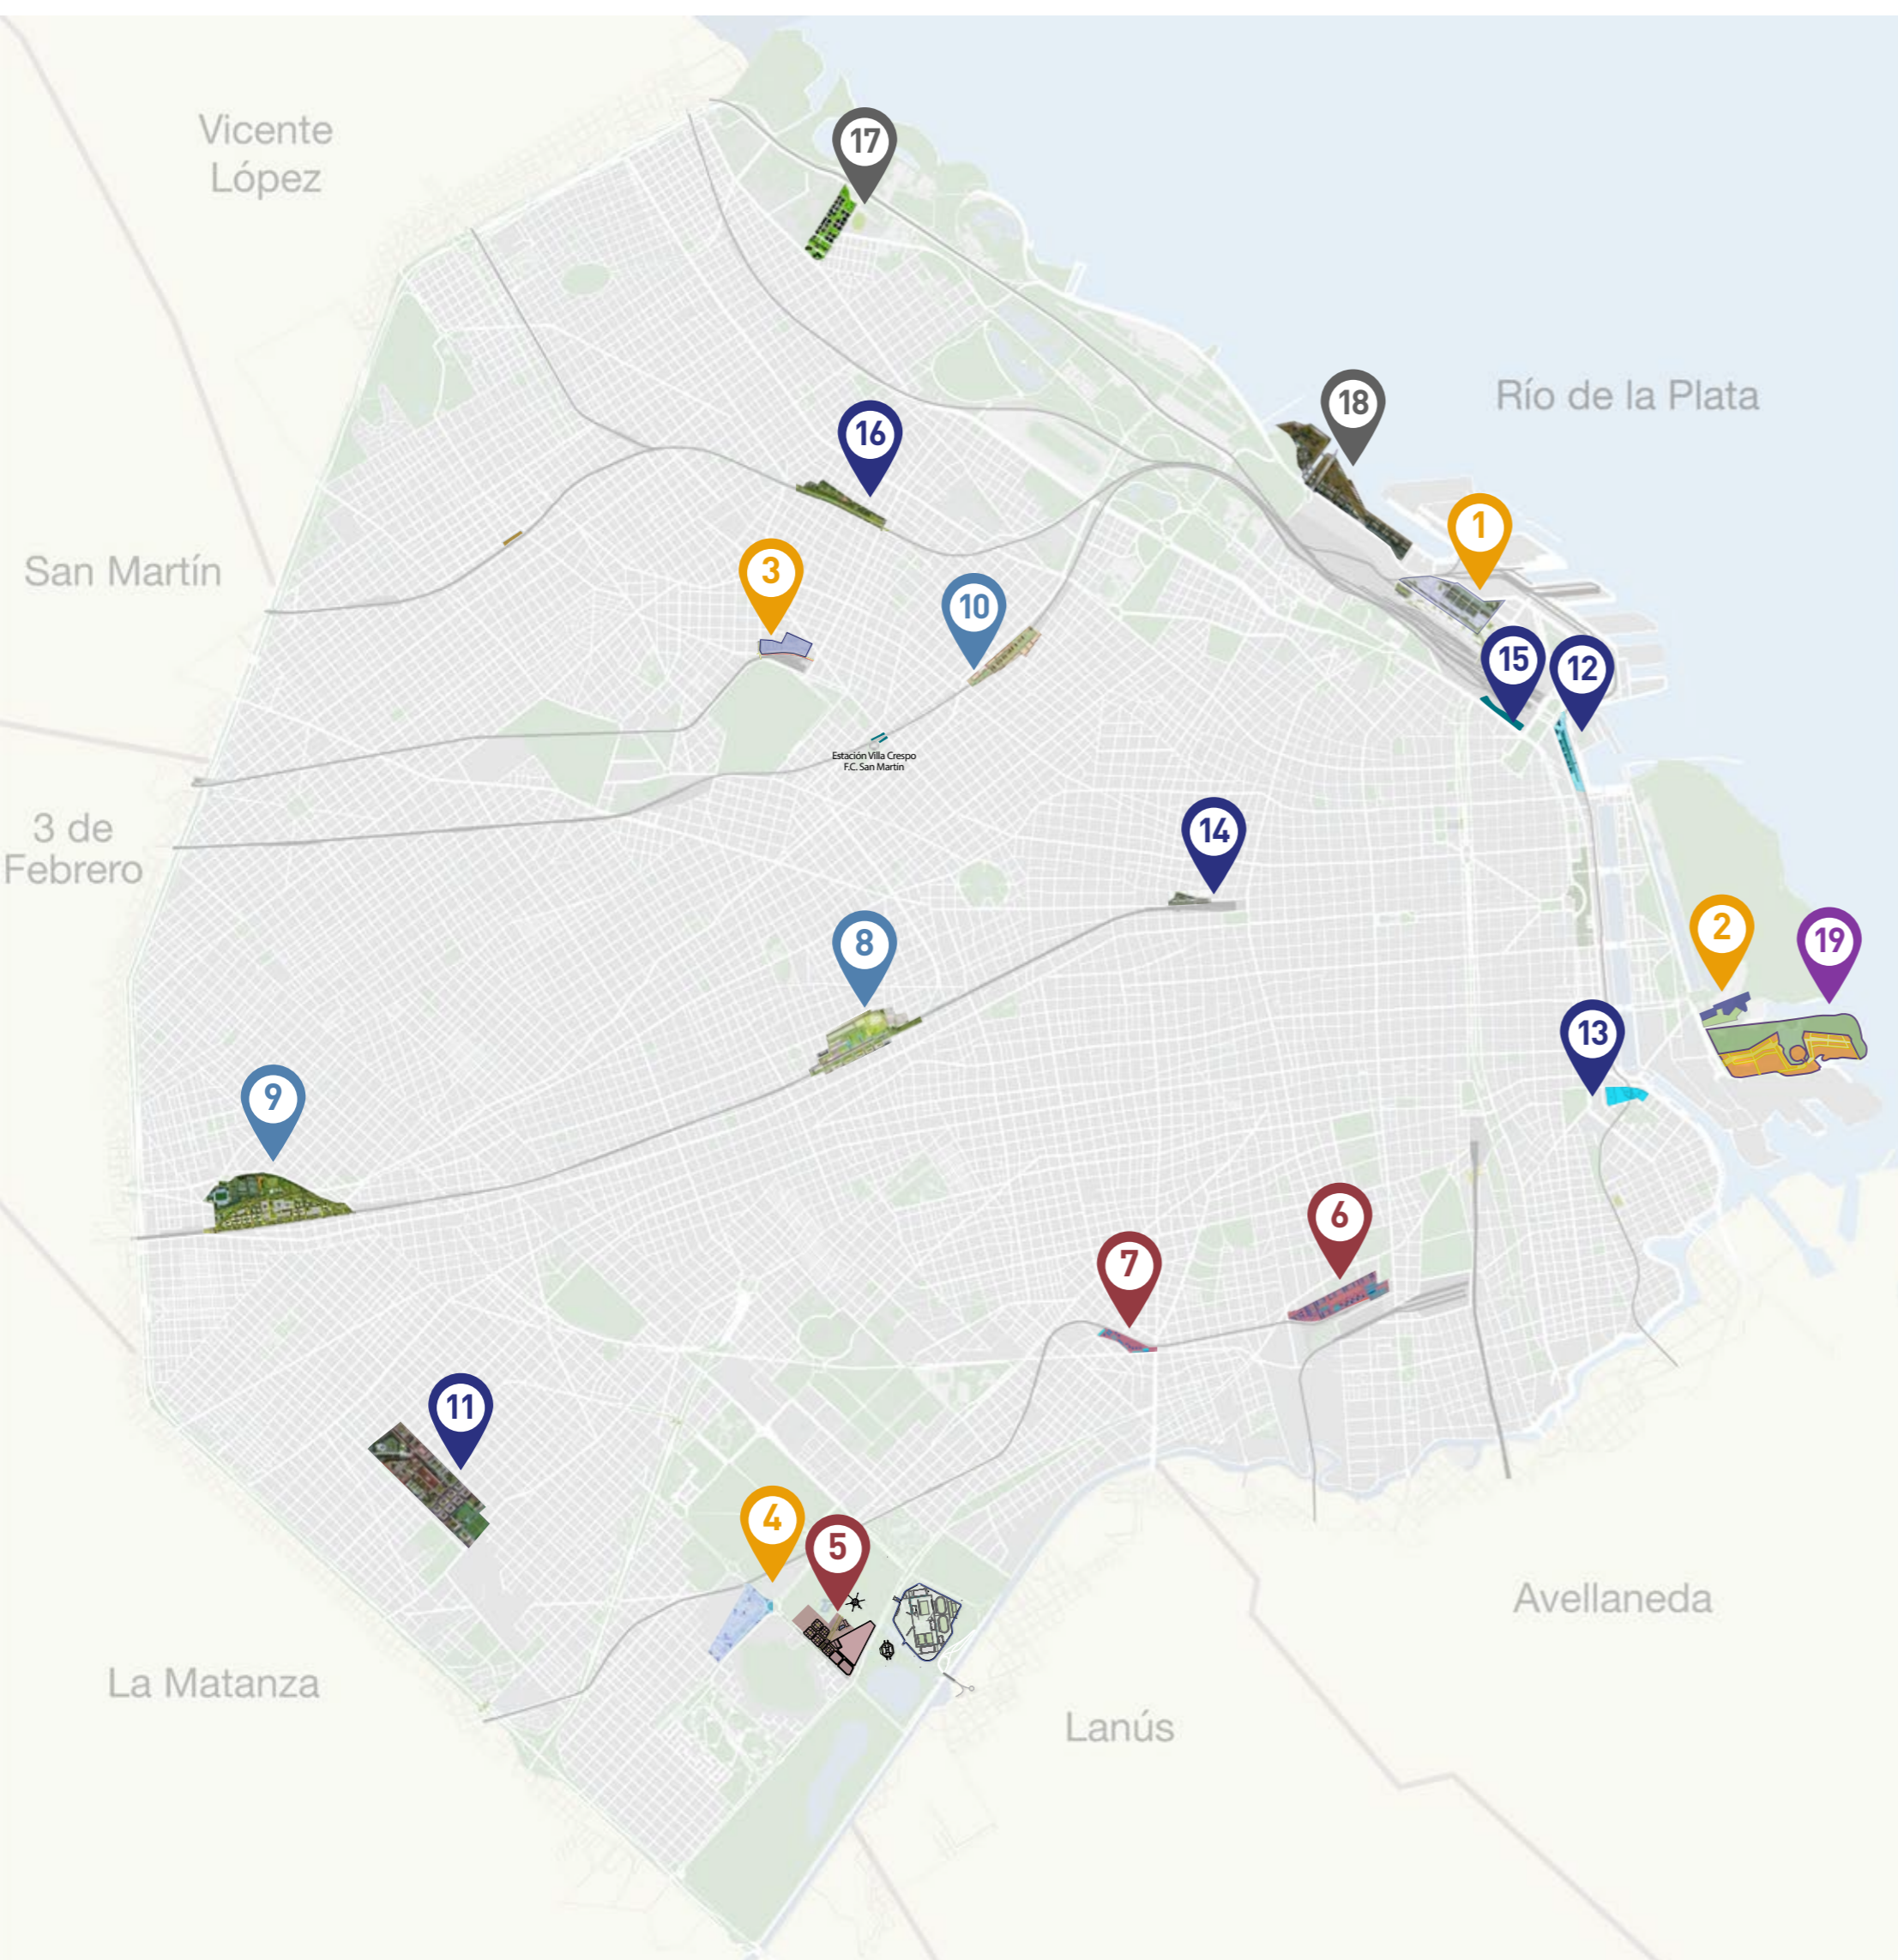 Vicente
López
17
18
Río de la Plata
16
1
San Martín
3
10
15
12
Estación Villa Crespo
F.C. San Martín
3 de
Febrero
14
8
2
19
13
9
6
7
11
4
5
Avellaneda
La Matanza
Lanús